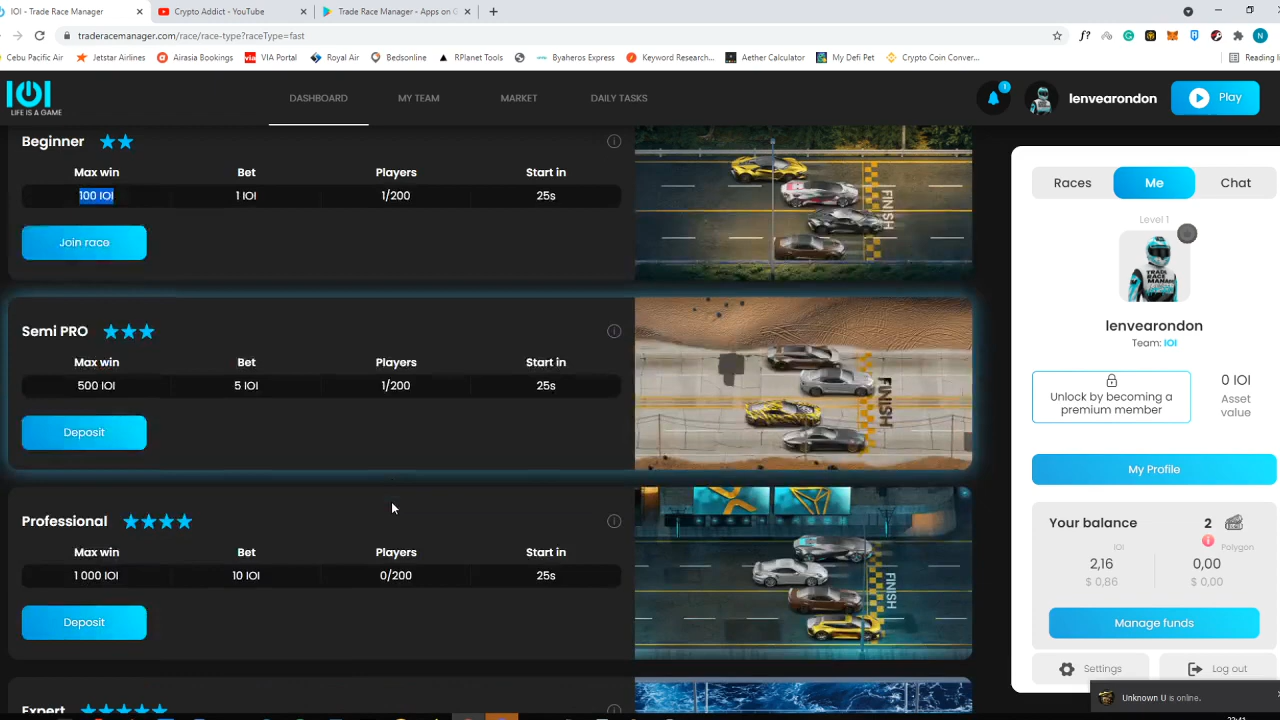 IOI - Trade Race Manager
Crypto Addict - YouTube
Trade Race Manager - Apps on G
traderacemanager.com/race/race-type?raceType=fast
Cebu Pacific Air
Jetstar Airlines
Airasia Bookings
VIA Portal
Royal Air
Bedsonline
RPlanet Tools
Byaheros Express
Keyword Research...
Aether Calculator
My Defi Pet
Crypto Coin Conver...
Reading
IOI
LIFE IS A GAME
DASHBOARD
MY TEAM
MARKET
DAILY TASKS
1
lenvearondon
Play
Beginner
Max win
Bet
Players
Start in
100 IOI
1 IOI
1/200
25s
Join race
FINISH
Semi PRO
Max win
Bet
Players
Start in
500 IOI
5 IOI
1/200
25s
Deposit
FINISH
Professional
Max win
Bet
Players
Start in
1 000 IOI
10 IOI
0/200
25s
Deposit
FINISH
Expert
Races
Me
Chat
Level 1
TRADE
RACE
lenvearondon
Team: IOI
Unlock by becoming a
premium member
0 IOI
Asset
value
My Profile
Your balance
2
IOI
Polygon
2,16
0,00
$ 0,86
$ 0,00
Manage funds
Settings
Log out
Unknown U is online.